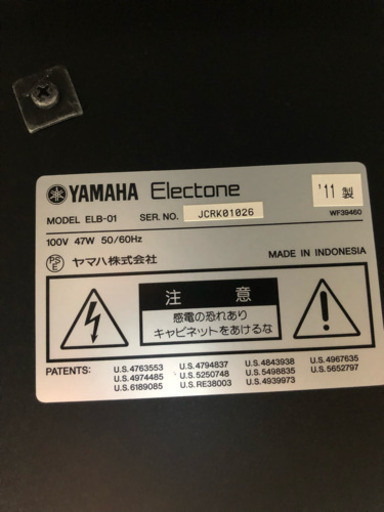 YAMAHA Electone
'11 製
MODEL ELB-01 SER NO. JCRK01026 WF39460
100V 47W 50/60Hz
PSE ヤマハ株式会社 MADE IN INDONESIA
注 意
感電の恐れあり
キャビネットをあけるな
PATENTS: U.S.4763553 U.S.4794837 U.S.4843938 U.S.4967635
U.S.4974485 U.S.5250748 U.S.5498835 U.S.5652797
U.S.6189085 U.S.RE38003 U.S.4939973